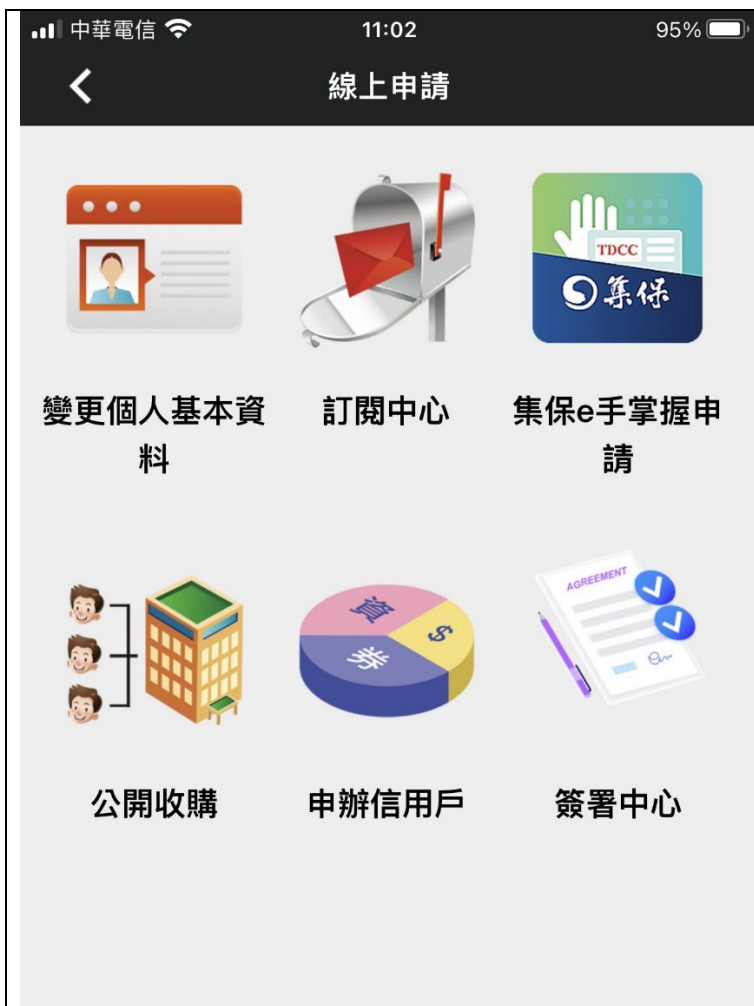 中華電信
11:02
95%
線上申請
TDCC
集保
變更個人基本資
料
訂閱中心
集保e手掌握申
請
資
$
券
AGREEMENT
公開收購
申辦信用戶
簽署中心